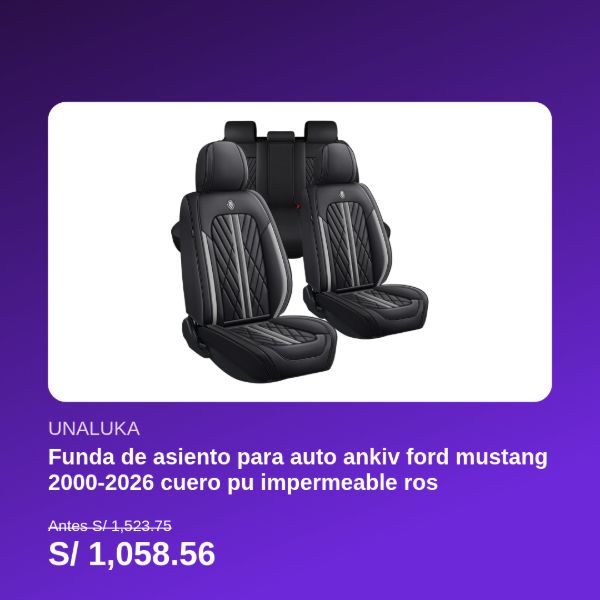 UNALUKA
Funda de asiento para auto ankiv ford mustang
2000-2026 cuero pu impermeable ros
Antes S/ 1,523.75
S/ 1,058.56